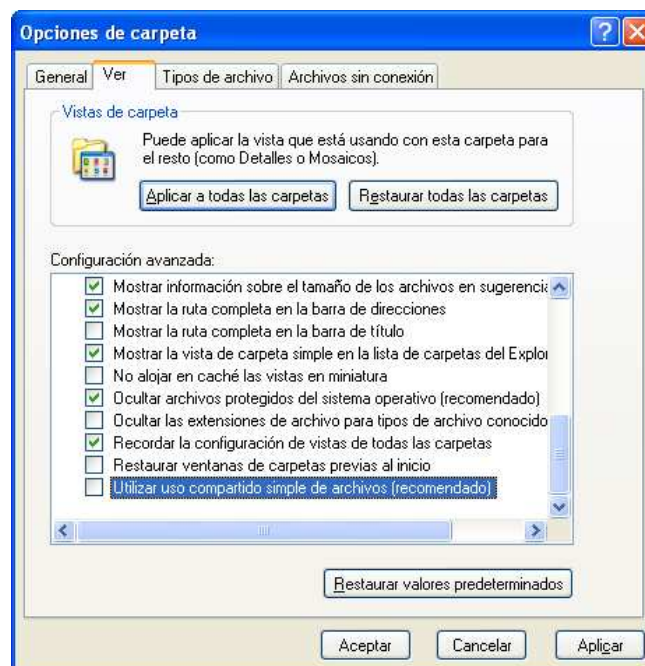 Opciones de carpeta
General
Ver
Tipos de archivo
Archivos sin conexión
Vistas de carpeta
Puede aplicar la vista que está usando con esta carpeta para
el resto (como Detalles o Mosaicos).
Aplicar a todas las carpetas
Restaurar todas las carpetas
Configuración avanzada:
Mostrar información sobre el tamaño de los archivos en sugerencia
Mostrar la ruta completa en la barra de direcciones
Mostrar la ruta completa en la barra de título
Mostrar la vista de carpeta simple en la lista de carpetas del Explor
No alojar en caché las vistas en miniatura
Ocultar archivos protegidos del sistema operativo (recomendado)
Ocultar las extensiones de archivo para tipos de archivo conocido
Recordar la configuración de vistas de todas las carpetas
Restaurar ventanas de carpetas previas al inicio
Utilizar uso compartido simple de archivos (recomendado)
Restaurar valores predeterminados
Aceptar
Cancelar
Aplicar